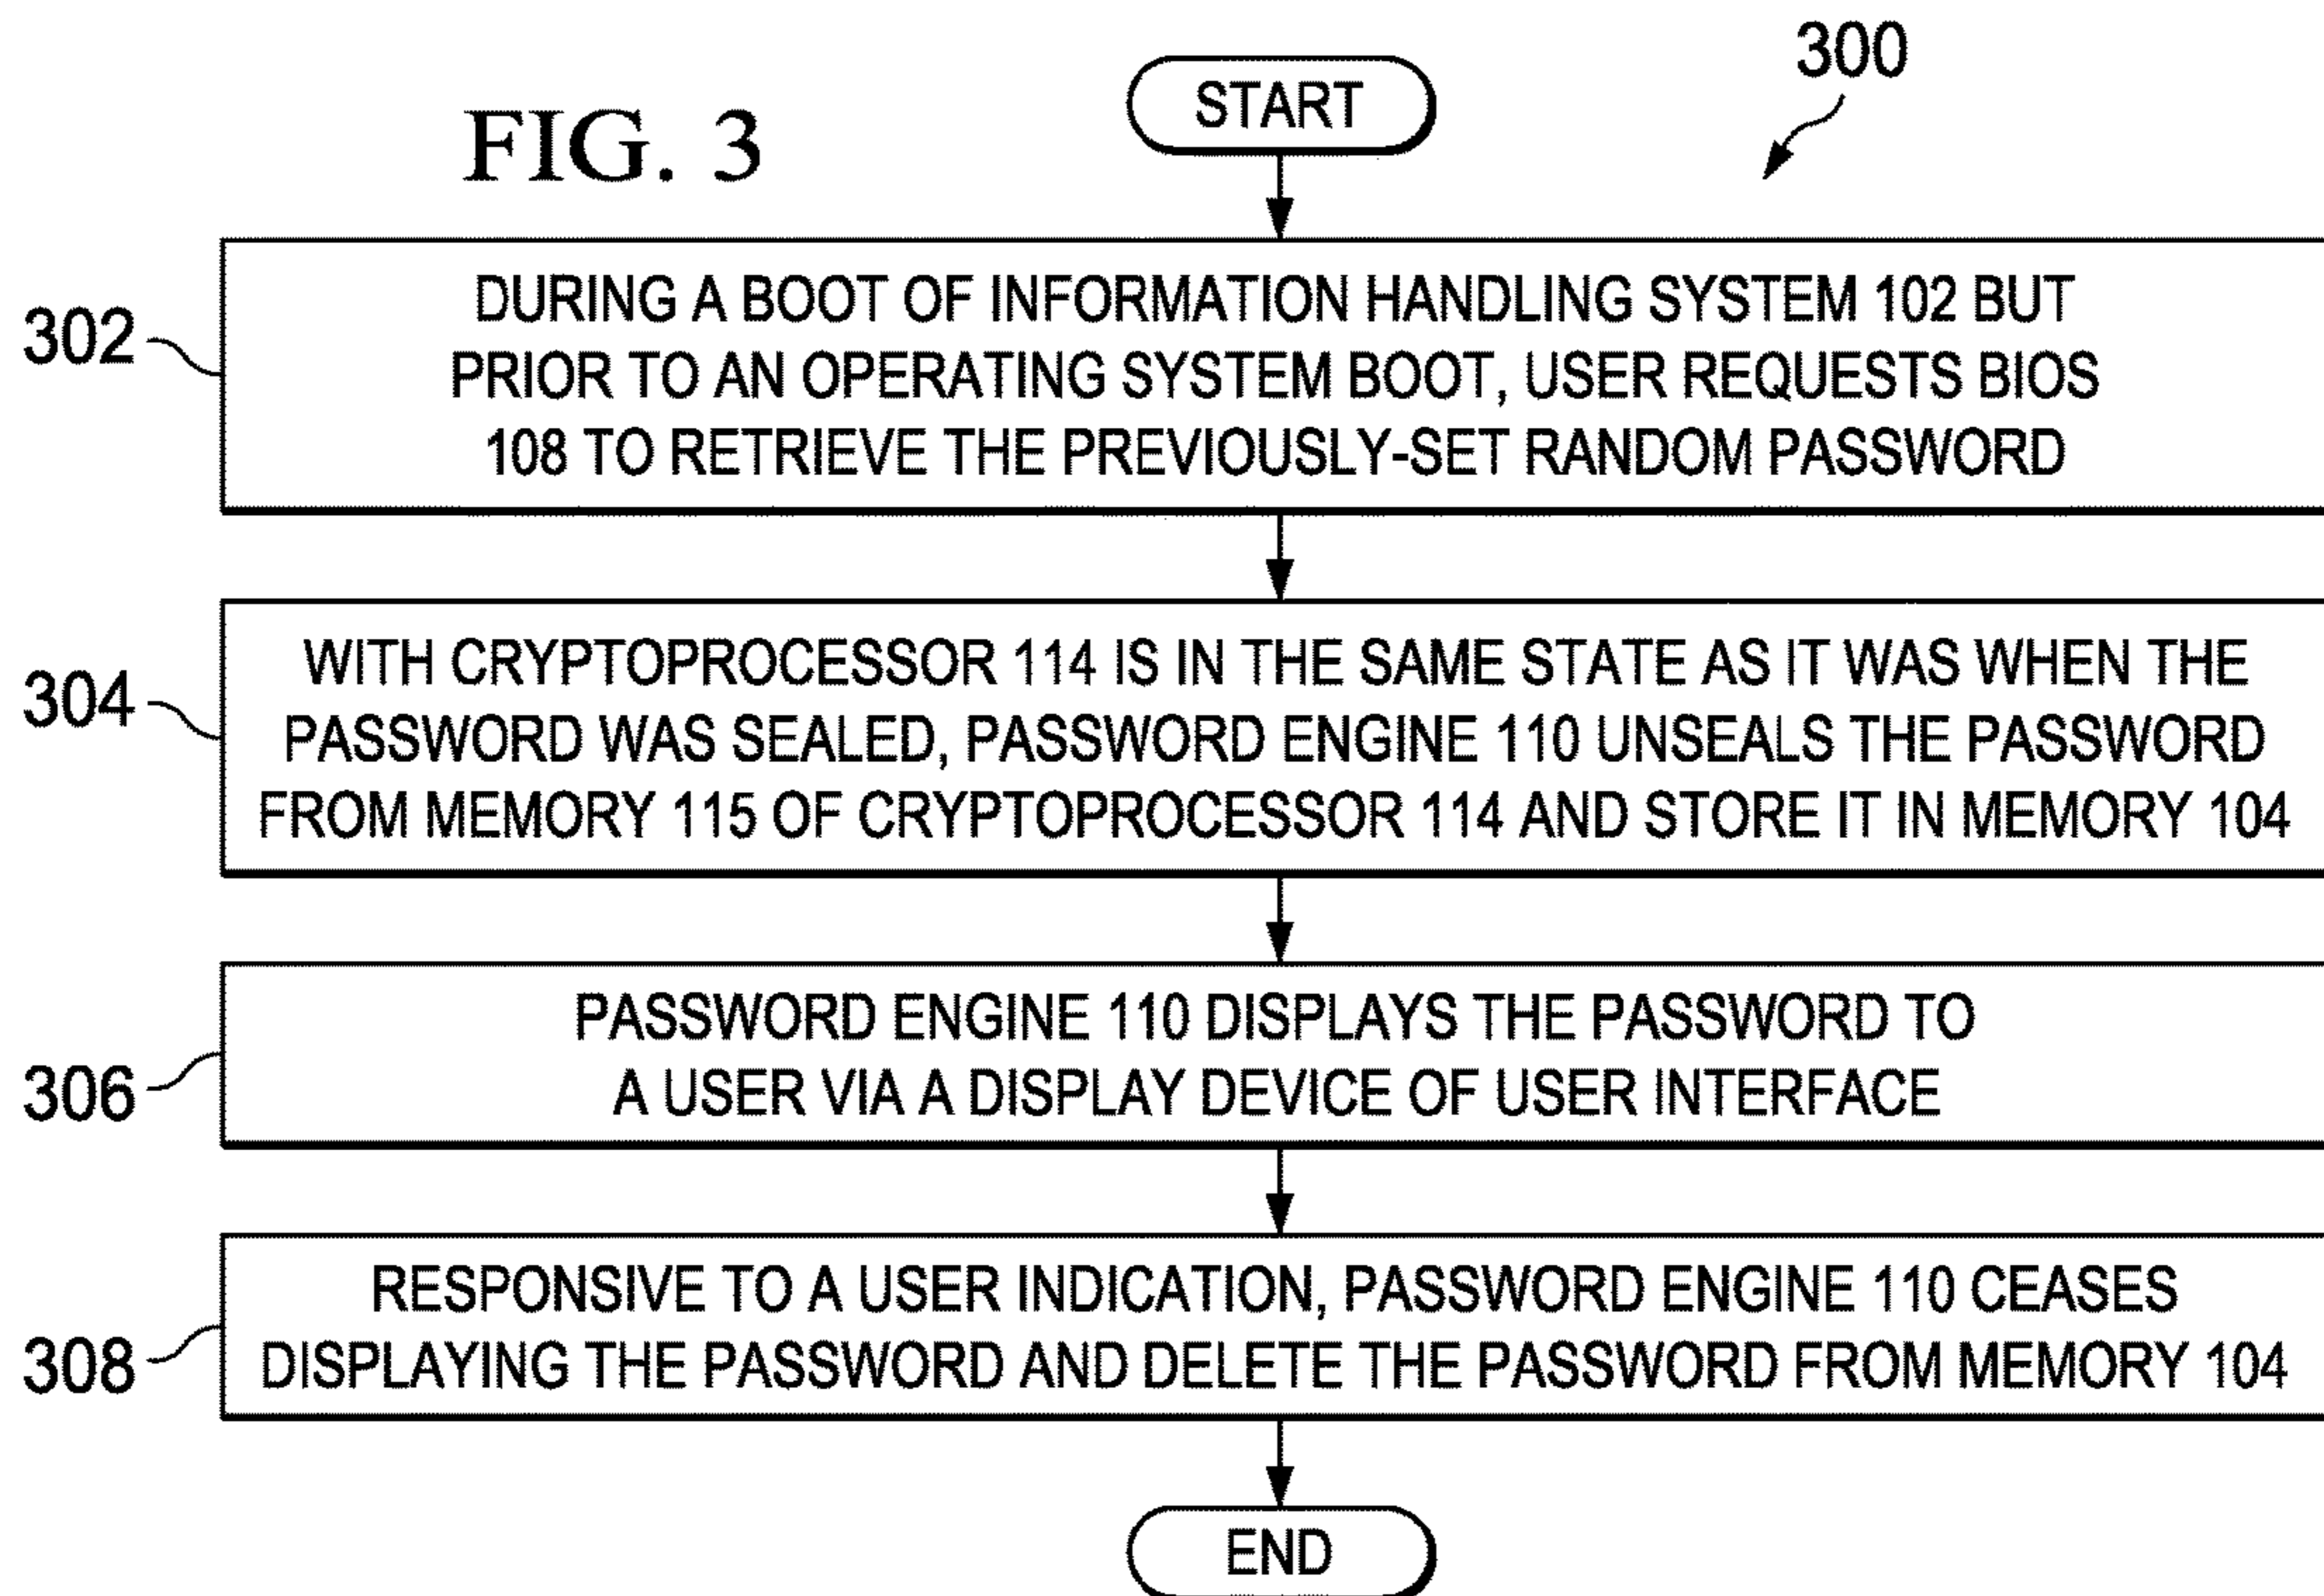 300
START
FIG. 3
302
DURING A BOOT OF INFORMATION HANDLING SYSTEM 102 BUT
PRIOR TO AN OPERATING SYSTEM BOOT, USER REQUESTS BIOS
108 TO RETRIEVE THE PREVIOUSLY-SET RANDOM PASSWORD
304
WITH CRYPTOPROCESSOR 114 IS IN THE SAME STATE AS IT WAS WHEN THE
PASSWORD WAS SEALED, PASSWORD ENGINE 110 UNSEALS THE PASSWORD
FROM MEMORY 115 OF CRYPTOPROCESSOR 114 AND STORE IT IN MEMORY 104
306
PASSWORD ENGINE 110 DISPLAYS THE PASSWORD TO
A USER VIA A DISPLAY DEVICE OF USER INTERFACE
308
RESPONSIVE TO A USER INDICATION, PASSWORD ENGINE 110 CEASES
DISPLAYING THE PASSWORD AND DELETE THE PASSWORD FROM MEMORY 104
END